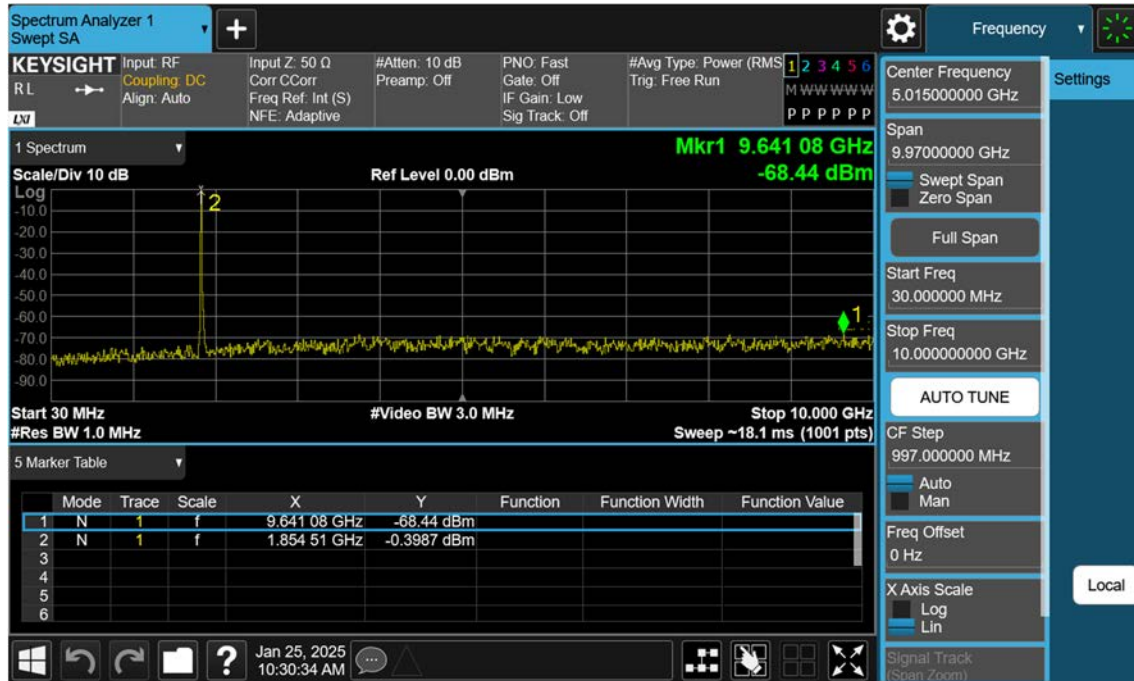 Spectrum Analyzer 1
Swept SA
+
Frequency
KEYSIGHT
RL
LXI
Input: RF
Coupling: DC
Align: Auto
Input Z: 50 Ω
Corr CCorr
Freq Ref: Int (S)
NFE: Adaptive
#Atten: 10 dB
Preamp: Off
PNO: Fast
Gate: Off
IF Gain: Low
Sig Track: Off
#Avg Type: Power (RMS
Trig: Free Run
1 2 3 4 5 6
M W W W W W
P P P P P P
1 Spectrum
Mkr1 9.641 08 GHz
Scale/Div 10 dB
Ref Level 0.00 dBm
-68.44 dBm
Log
-10.0
-20.0
-30.0
-40.0
-50.0
-60.0
-70.0
-80.0
-90.0
2
1
Start 30 MHz
#Video BW 3.0 MHz
Stop 10.000 GHz
#Res BW 1.0 MHz
Sweep ~18.1 ms (1001 pts)
5 Marker Table
Mode Trace Scale X Y Function Function Width Function Value
1 N 1 f 9.641 08 GHz -68.44 dBm
2 N 1 f 1.854 51 GHz -0.3987 dBm
3
4
5
6
?
Jan 25, 2025
10:30:34 AM
Center Frequency
5.015000000 GHz
Settings
Span
9.97000000 GHz
Swept Span
Zero Span
Full Span
Start Freq
30.000000 MHz
Stop Freq
10.000000000 GHz
AUTO TUNE
CF Step
997.000000 MHz
Auto
Man
Freq Offset
0 Hz
X Axis Scale
Log
Lin
Local
Signal Track
(Span Zoom)